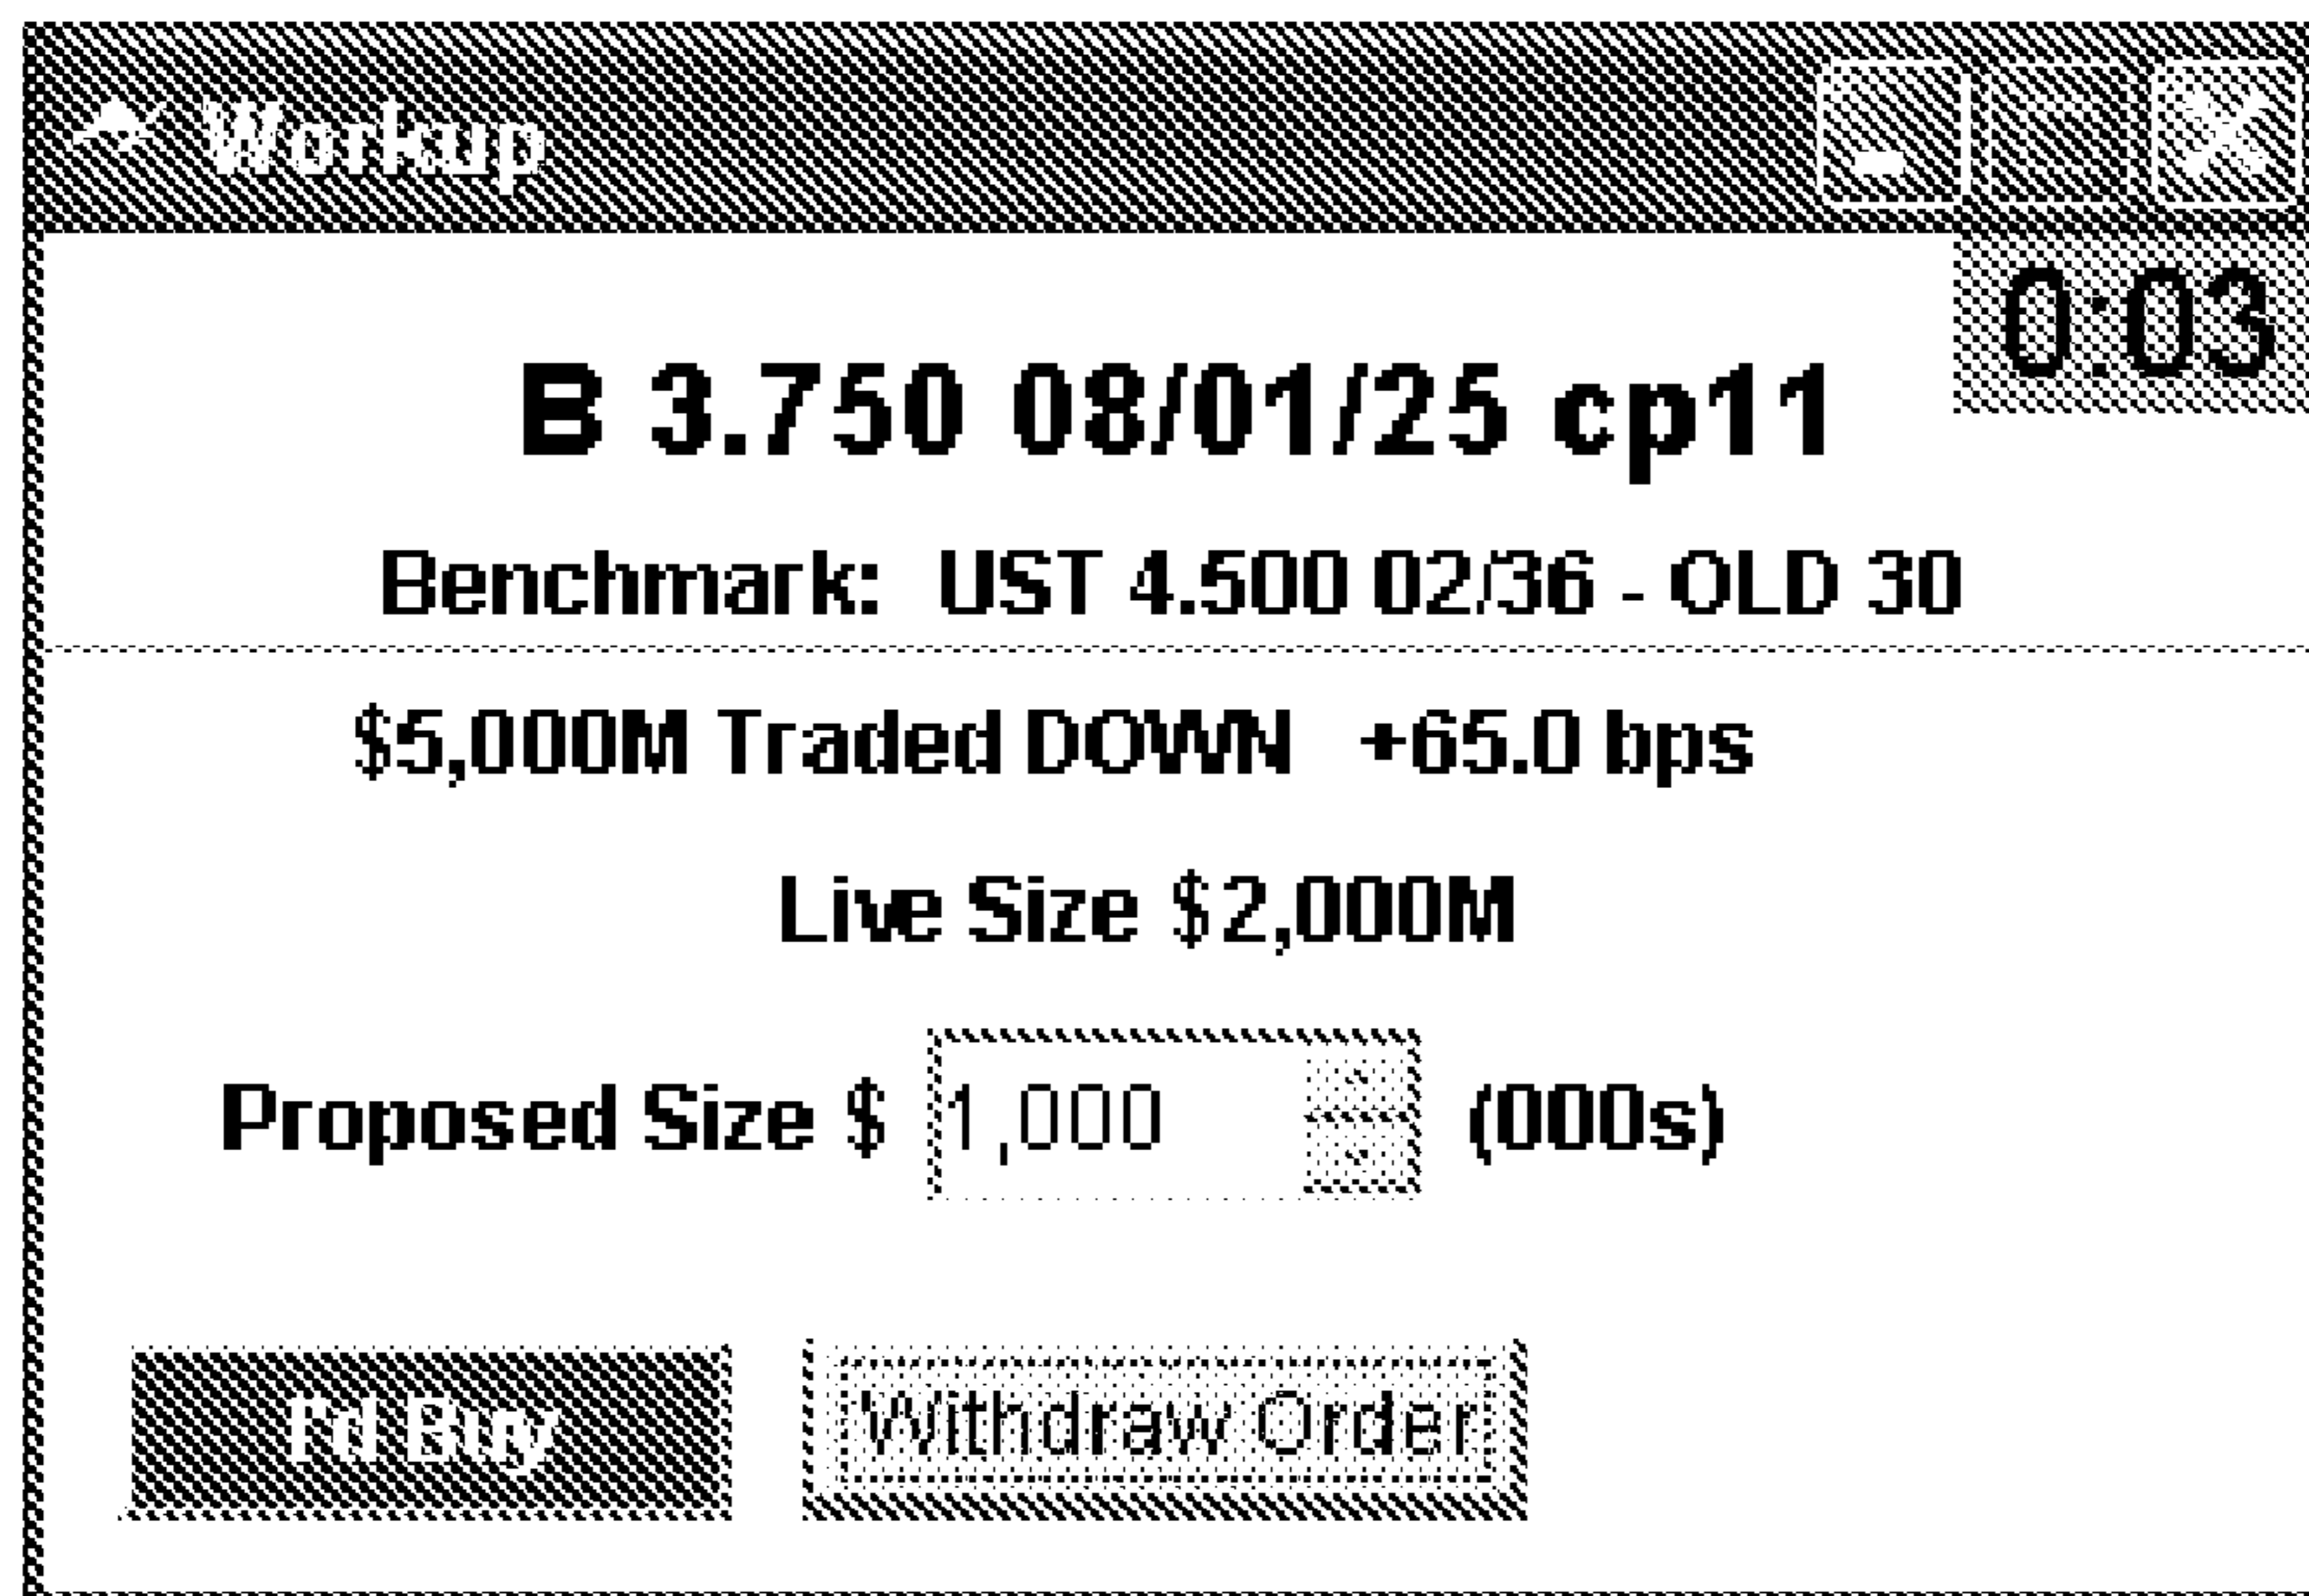 Workup
0:03
B 3.750 08/01/25 cp11
Benchmark: UST 4.500 02/36 - OLD 30
$5,000M Traded DOWN +65.0 bps
Live Size $2,000M
Proposed Size $ 1,000 (000s)
I'd Buy Withdraw Order